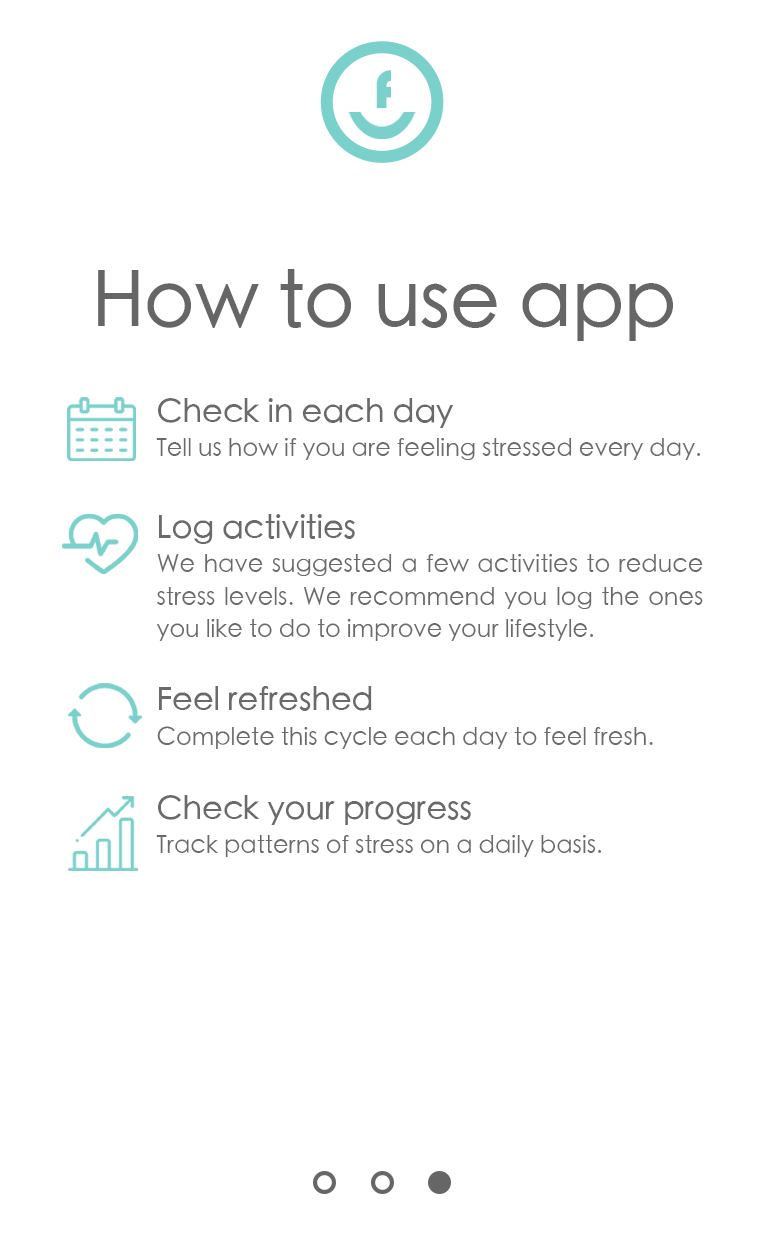 f
How to use app
Check in each day
Tell us how if you are feeling stressed every day.
Log activities
We have suggested a few activities to reduce
stress levels. We recommend you log the ones
you like to do to improve your lifestyle.
Feel refreshed
Complete this cycle each day to feel fresh.
Check your progress
Track patterns of stress on a daily basis.